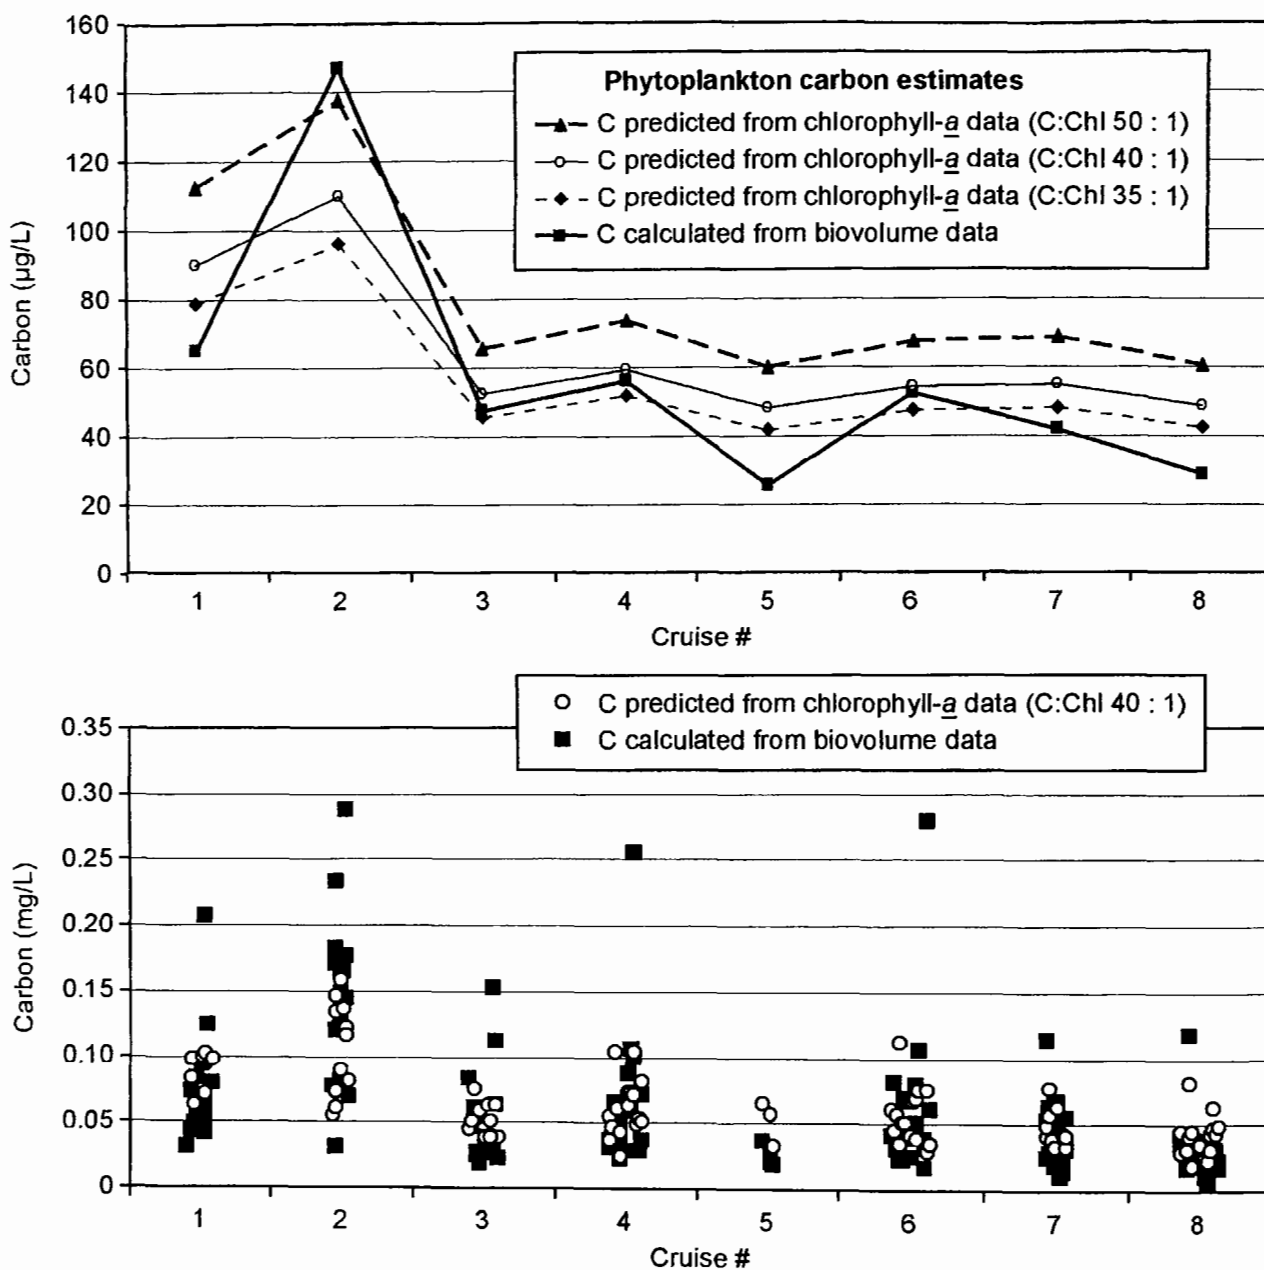 160
140
120
100
80
60
40
20
0
Carbon (µg/L)
Phytoplankton carbon estimates
C predicted from chlorophyll-a data (C:Chl 50 : 1)
C predicted from chlorophyll-a data (C:Chl 40 : 1)
C predicted from chlorophyll-a data (C:Chl 35 : 1)
C calculated from biovolume data
1 2 3 4 5 6 7 8
Cruise #
C predicted from chlorophyll-a data (C:Chl 40 : 1)
C calculated from biovolume data
0.35
0.30
0.25
0.20
0.15
0.10
0.05
0
Carbon (mg/L)
1 2 3 4 5 6 7 8
Cruise #